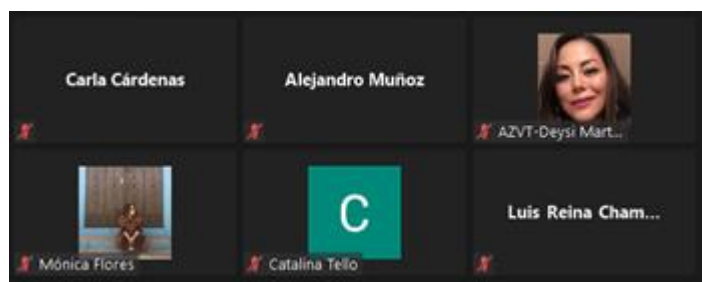 Carla Cárdenas
Alejandro Muñoz
AZVT-Deysi Mart...
Mónica Flores
C
Catalina Tello
Luis Reina Cham...